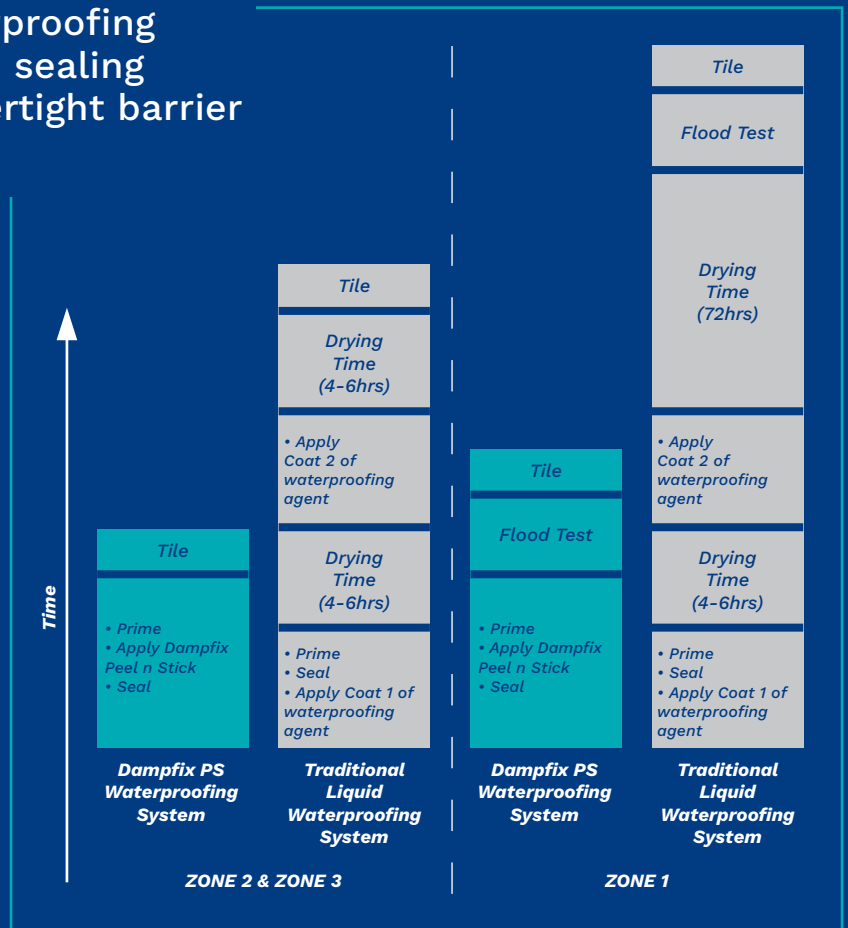 proofing
sealing
ertight barrier
Time
Tile
• Prime
• Apply Dampfix
Peel n Stick
• Seal
Dampfix PS
Waterproofing
System
Tile
Drying
Time
(4-6hrs)
• Apply
Coat 2 of
waterproofing
agent
Drying
Time
(4-6hrs)
• Prime
• Seal
• Apply Coat 1 of
waterproofing
agent
Traditional
Liquid
Waterproofing
System
ZONE 2 & ZONE 3
Tile
Flood Test
• Prime
• Apply Dampfix
Peel n Stick
• Seal
Dampfix PS
Waterproofing
System
Tile
Flood Test
Drying
Time
(72hrs)
• Apply
Coat 2 of
waterproofing
agent
Drying
Time
(4-6hrs)
• Prime
• Seal
• Apply Coat 1 of
waterproofing
agent
Traditional
Liquid
Waterproofing
System
ZONE 1